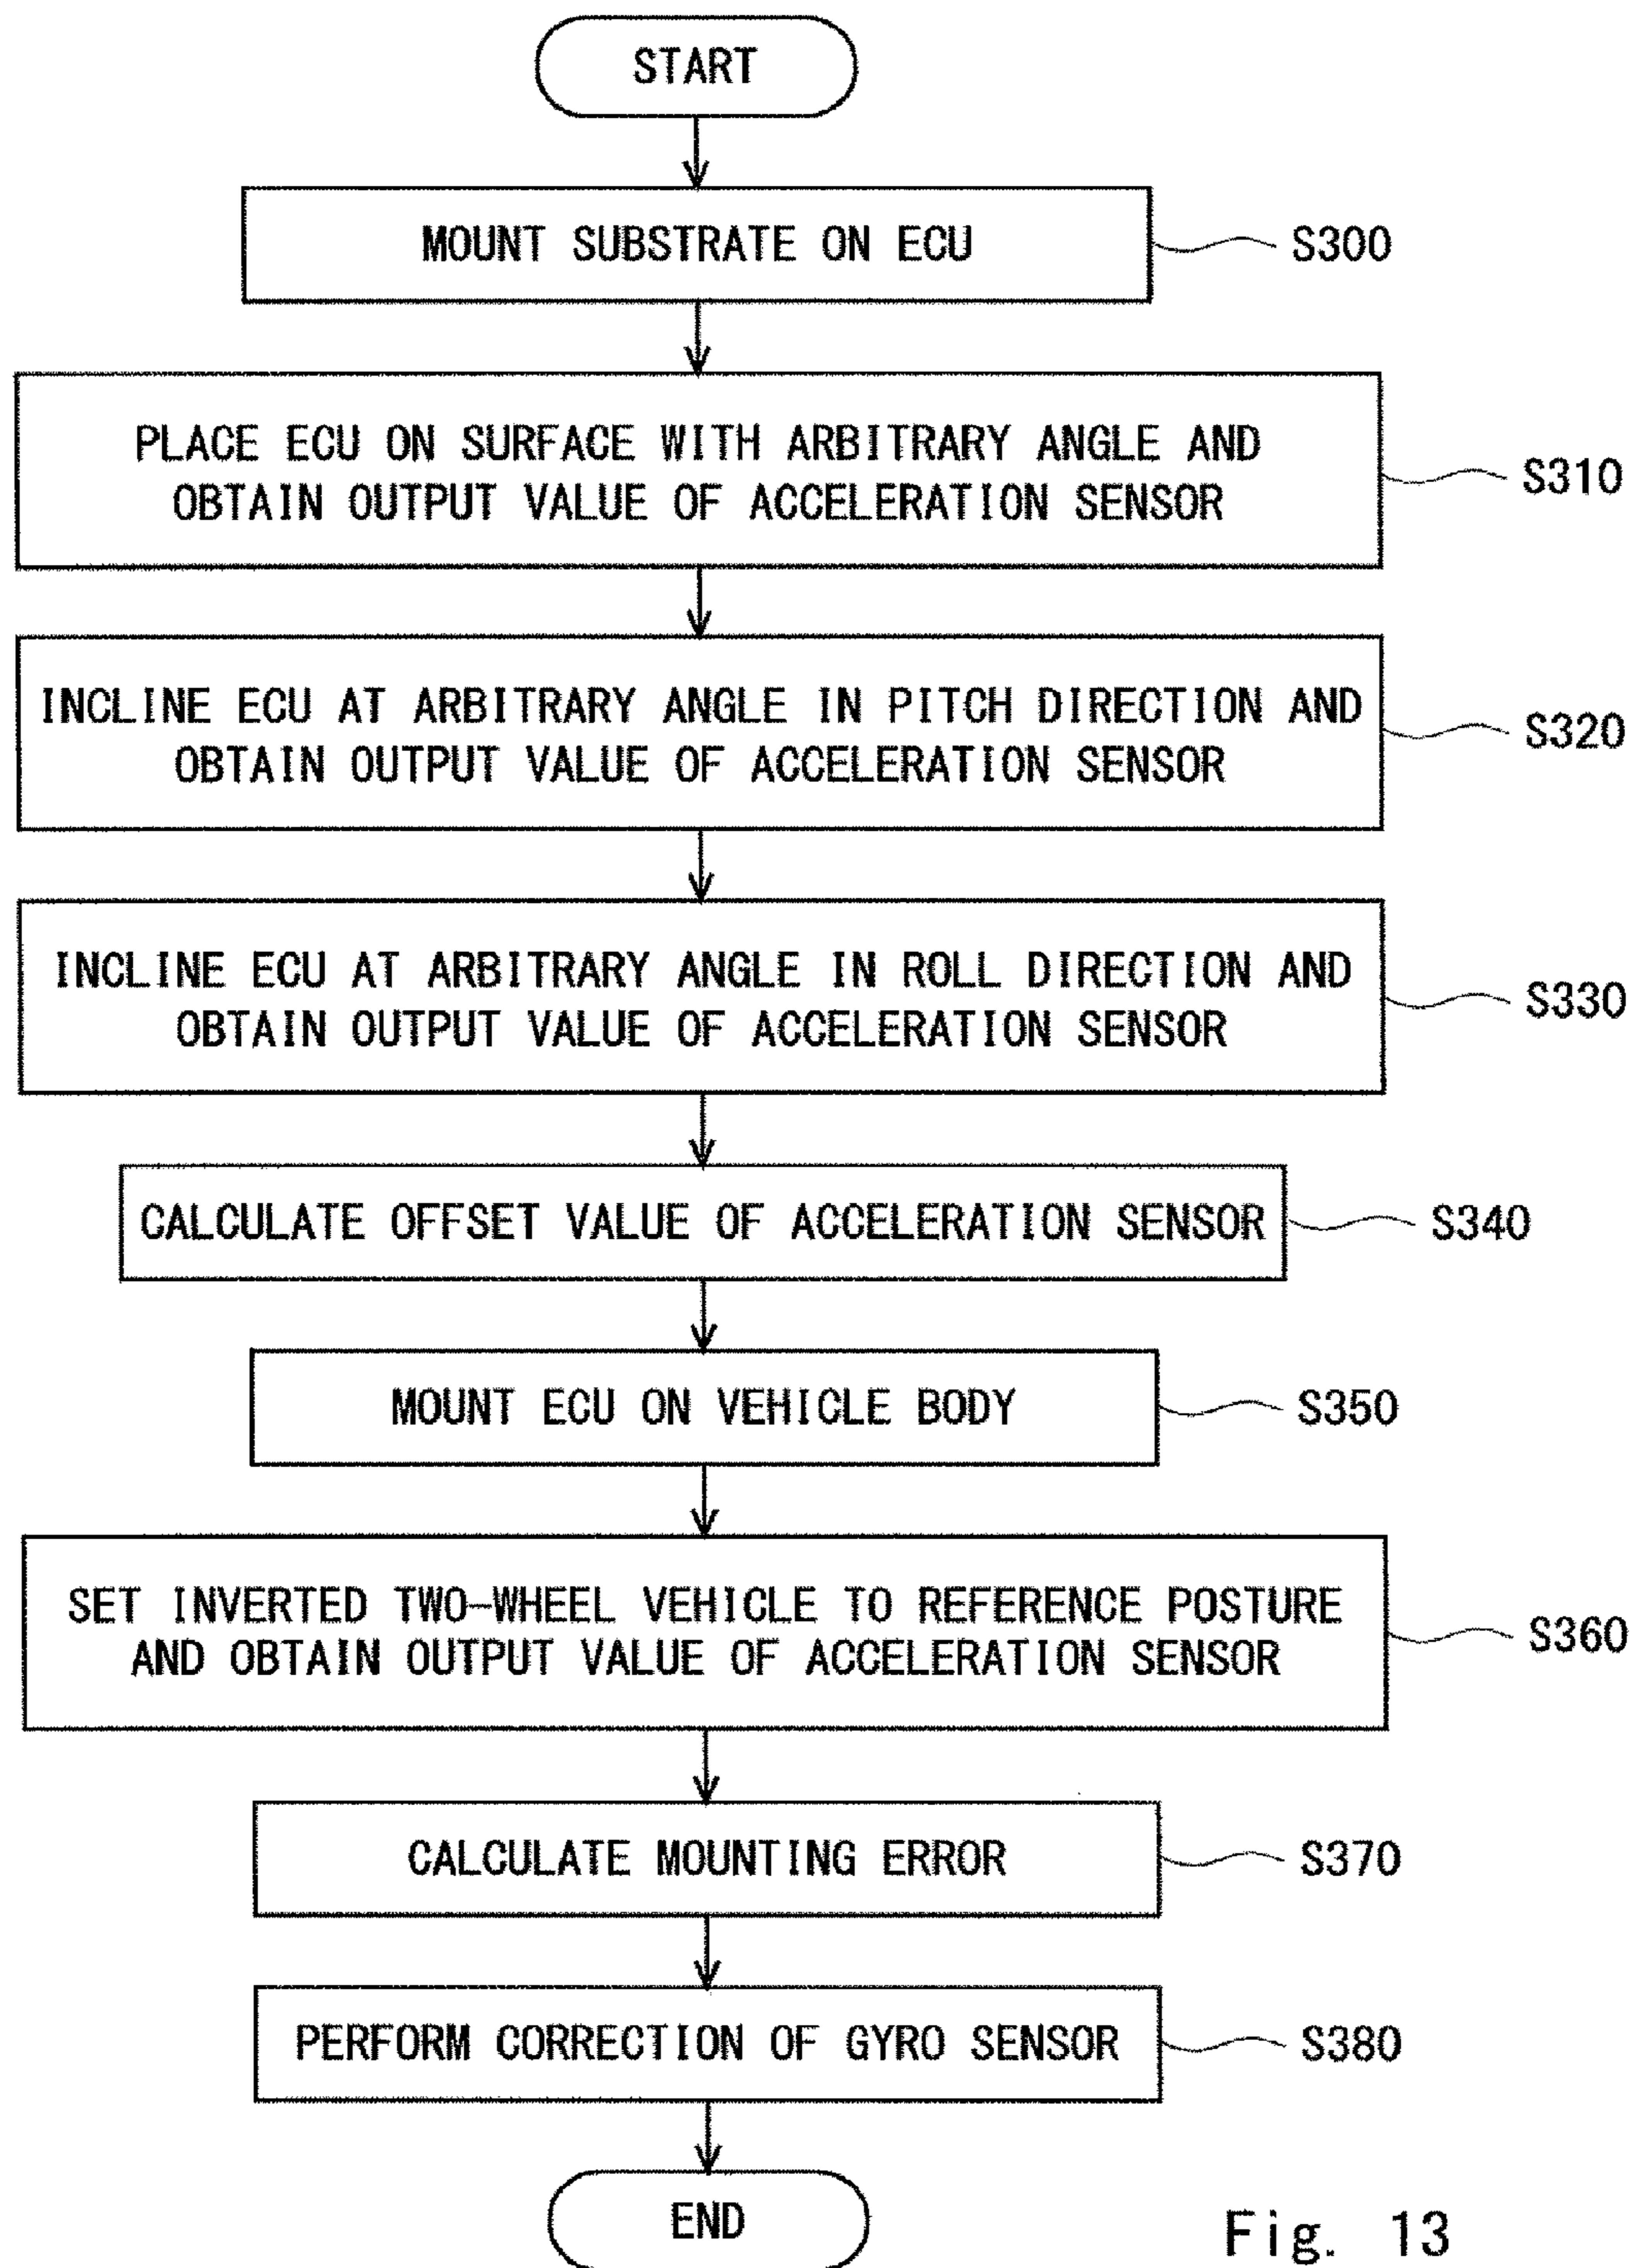 START
MOUNT SUBSTRATE ON ECU
S300
PLACE ECU ON SURFACE WITH ARBITRARY ANGLE AND
OBTAIN OUTPUT VALUE OF ACCELERATION SENSOR
S310
INCLINE ECU AT ARBITRARY ANGLE IN PITCH DIRECTION AND
OBTAIN OUTPUT VALUE OF ACCELERATION SENSOR
S320
INCLINE ECU AT ARBITRARY ANGLE IN ROLL DIRECTION AND
OBTAIN OUTPUT VALUE OF ACCELERATION SENSOR
S330
CALCULATE OFFSET VALUE OF ACCELERATION SENSOR
S340
MOUNT ECU ON VEHICLE BODY
S350
SET INVERTED TWO-WHEEL VEHICLE TO REFERENCE POSTURE
AND OBTAIN OUTPUT VALUE OF ACCELERATION SENSOR
S360
CALCULATE MOUNTING ERROR
S370
PERFORM CORRECTION OF GYRO SENSOR
S380
END
Fig. 13